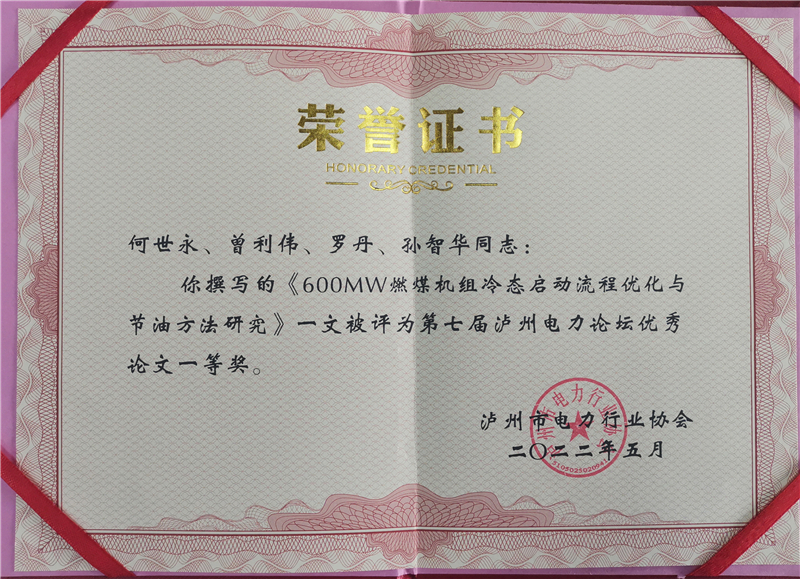 荣誉证书
HONORARY CREDENTIAL
何世永、曾利伟、罗丹、孙智华同志：
你撰写的《600MW燃煤机组冷态启动流程优化与
节油方法研究》一文被评为第七届泸州电力论坛优秀
论文一等奖。
泸州市电力行业协会
二〇二二年五月